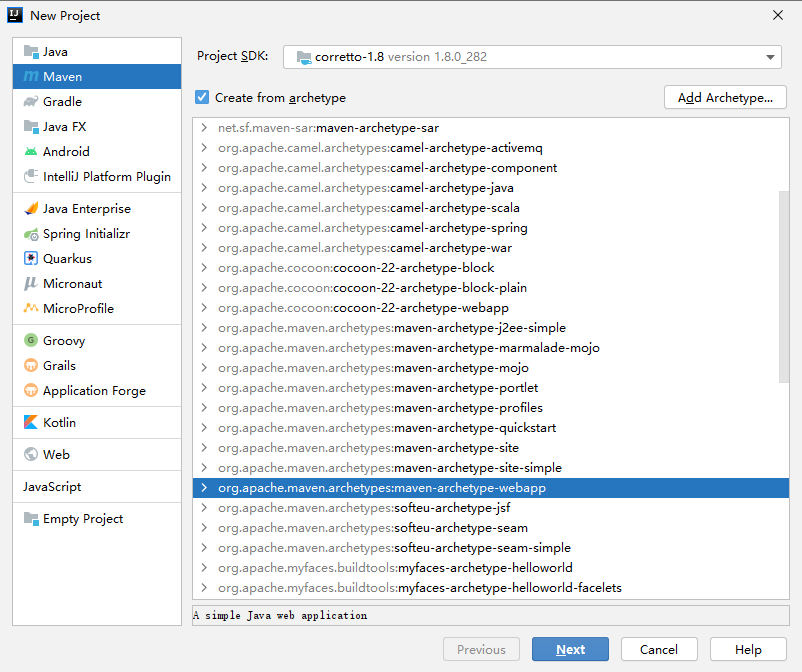 New Project
Java
Maven
Gradle
Java FX
Android
IntelliJ Platform Plugin
Java Enterprise
Spring Initializr
Quarkus
Micronaut
MicroProfile
Groovy
Grails
Application Forge
Kotlin
Web
JavaScript
Empty Project
Project SDK: corretto-1.8 version 1.8.0_282
Create from archetype Add Archetype...
net.sf.maven-sar:maven-archetype-sar
org.apache.camel.archetypes:camel-archetype-activemq
org.apache.camel.archetypes:camel-archetype-component
org.apache.camel.archetypes:camel-archetype-java
org.apache.camel.archetypes:camel-archetype-scala
org.apache.camel.archetypes:camel-archetype-spring
org.apache.camel.archetypes:camel-archetype-war
org.apache.cocoon:cocoon-22-archetype-block
org.apache.cocoon:cocoon-22-archetype-block-plain
org.apache.cocoon:cocoon-22-archetype-webapp
org.apache.maven.archetypes:maven-archetype-j2ee-simple
org.apache.maven.archetypes:maven-archetype-marmalade-mojo
org.apache.maven.archetypes:maven-archetype-mojo
org.apache.maven.archetypes:maven-archetype-portlet
org.apache.maven.archetypes:maven-archetype-profiles
org.apache.maven.archetypes:maven-archetype-quickstart
org.apache.maven.archetypes:maven-archetype-site
org.apache.maven.archetypes:maven-archetype-site-simple
org.apache.maven.archetypes:maven-archetype-webapp
org.apache.maven.archetypes:softeu-archetype-jsf
org.apache.maven.archetypes:softeu-archetype-seam
org.apache.maven.archetypes:softeu-archetype-seam-simple
org.apache.myfaces.buildtools:myfaces-archetype-helloworld
org.apache.myfaces.buildtools:myfaces-archetype-helloworld-facelets
A simple Java web application
Previous Next Cancel Help